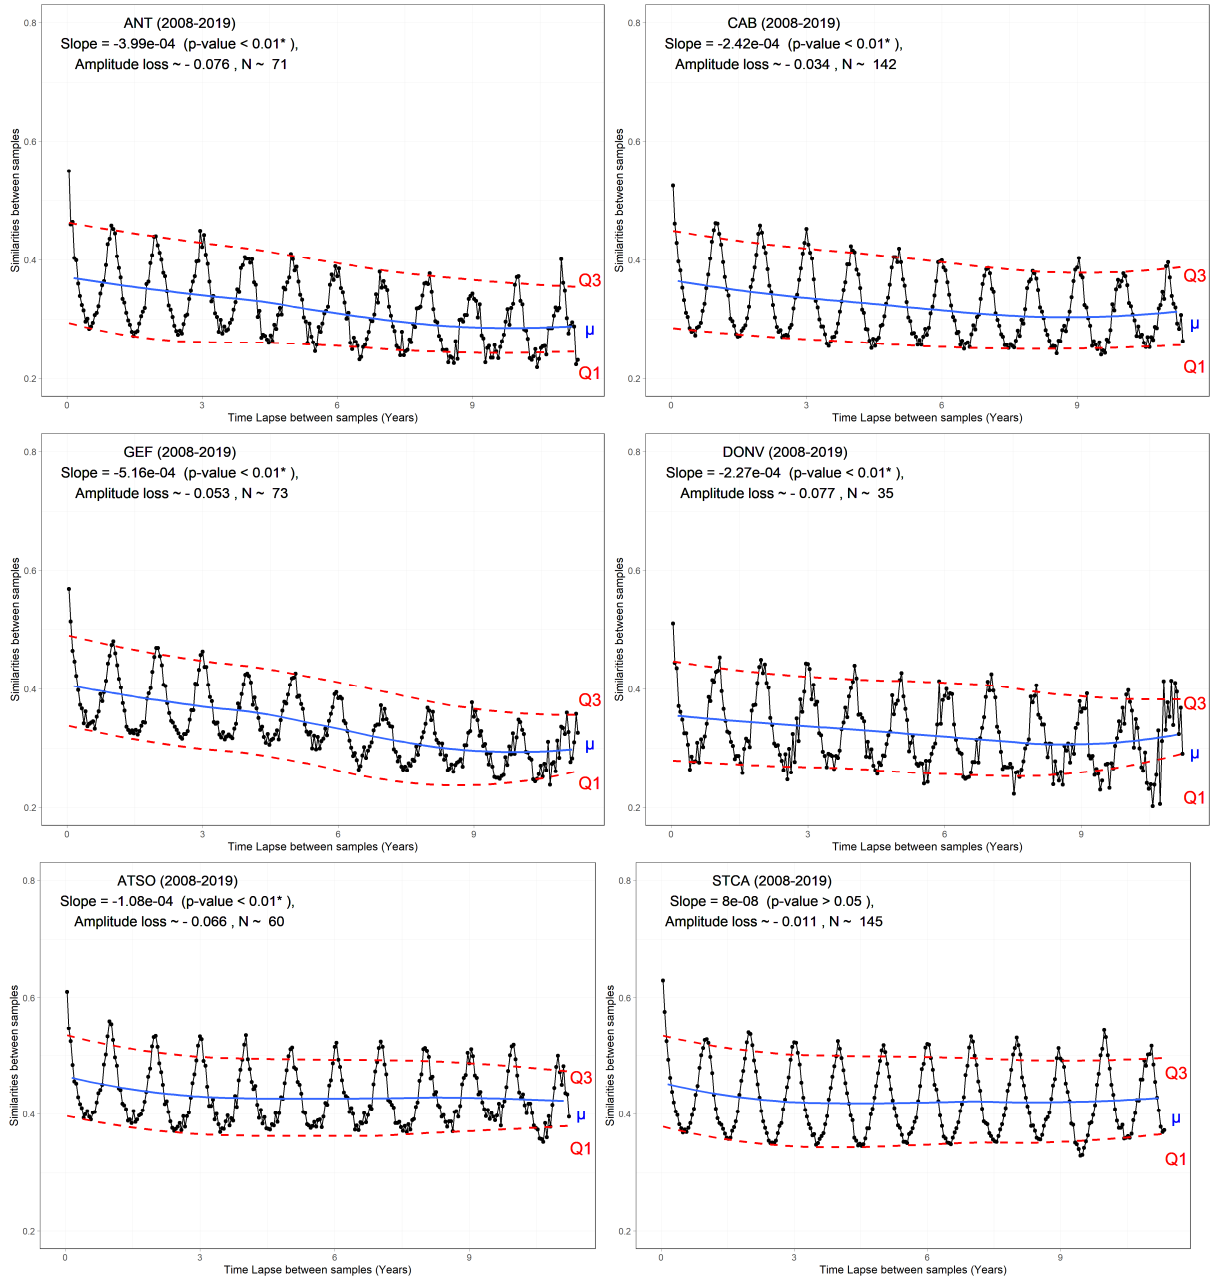 ANT (2008-2019)
Slope = -3.99e-04 (p-value < 0.01* ),
Amplitude loss ~ - 0.076 , N ~ 71
Similarities between samples
0.8
0.6
0.4
0.2
Q3
μ
Q1
0 3 6 9
Time Lapse between samples (Years)
CAB (2008-2019)
Slope = -2.42e-04 (p-value < 0.01* ),
Amplitude loss ~ - 0.034 , N ~ 142
Similarities between samples
0.8
0.6
0.4
0.2
Q3
μ
Q1
0 3 6 9
Time Lapse between samples (Years)
GEF (2008-2019)
Slope = -5.16e-04 (p-value < 0.01* ),
Amplitude loss ~ - 0.053 , N ~ 73
Similarities between samples
0.8
0.6
0.4
0.2
Q3
μ
Q1
0 3 6 9
Time Lapse between samples (Years)
DONV (2008-2019)
Slope = -2.27e-04 (p-value < 0.01* ),
Amplitude loss ~ - 0.077 , N ~ 35
Similarities between samples
0.8
0.6
0.4
0.2
Q3
μ
Q1
0 3 6 9
Time Lapse between samples (Years)
ATSO (2008-2019)
Slope = -1.08e-04 (p-value < 0.01* ),
Amplitude loss ~ - 0.066 , N ~ 60
Similarities between samples
0.8
0.6
0.4
0.2
Q3
μ
Q1
0 3 6 9
Time Lapse between samples (Years)
STCA (2008-2019)
Slope = 8e-08 (p-value > 0.05 ),
Amplitude loss ~ - 0.011 , N ~ 145
Similarities between samples
0.8
0.6
0.4
0.2
Q3
μ
Q1
0 3 6 9
Time Lapse between samples (Years)